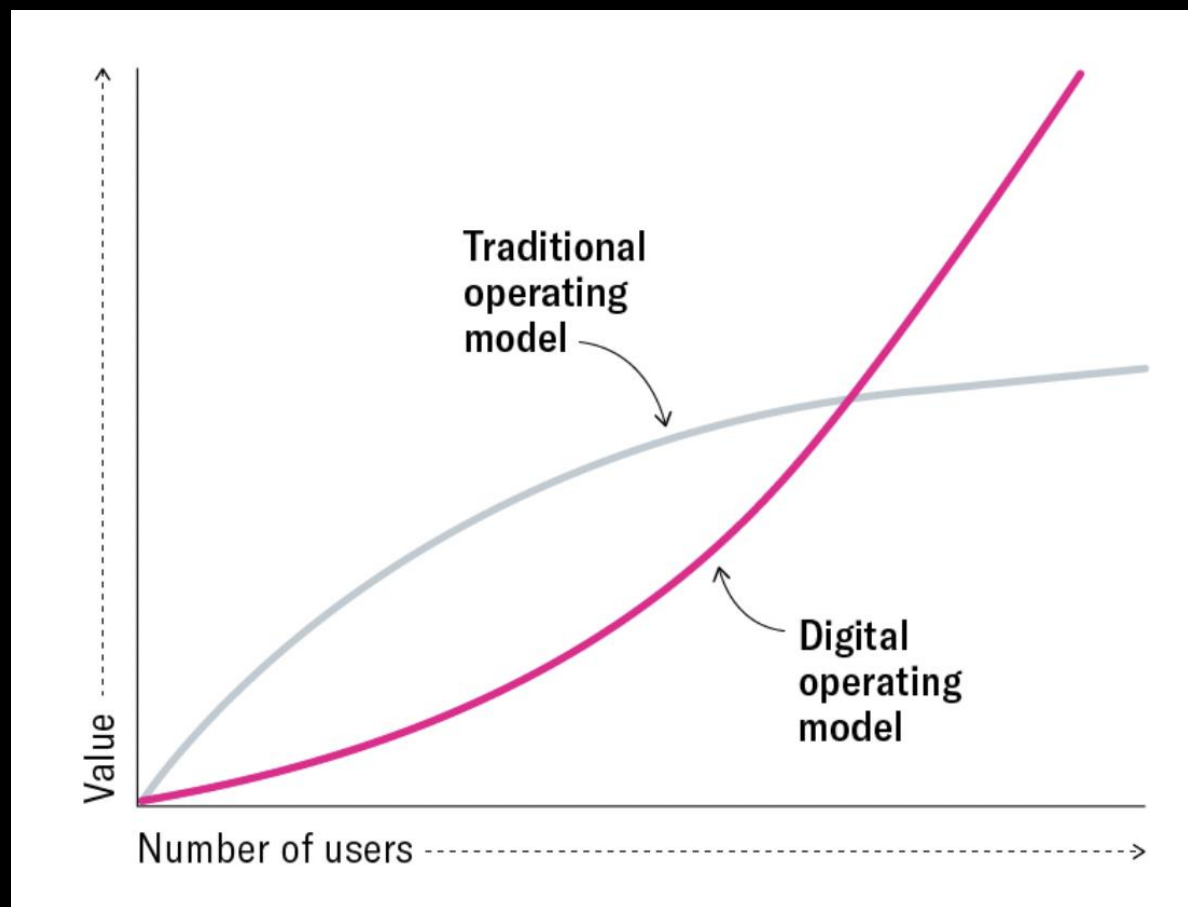 Traditional
operating
model
Digital
operating
model
Value
Number of users